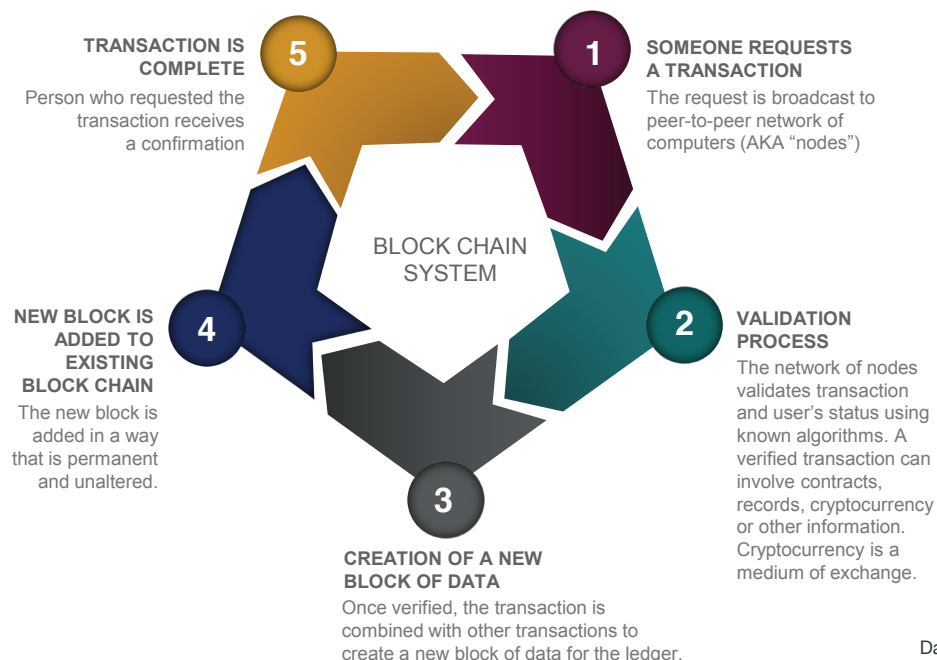 1
SOMEONE REQUESTS
A TRANSACTION
The request is broadcast to
peer-to-peer network of
computers (AKA “nodes”)
2
VALIDATION
PROCESS
The network of nodes
validates transaction
and user’s status using
known algorithms. A
verified transaction can
involve contracts,
records, cryptocurrency
or other information.
Cryptocurrency is a
medium of exchange.
3
CREATION OF A NEW
BLOCK OF DATA
Once verified, the transaction is
combined with other transactions to
create a new block of data for the ledger.
4
NEW BLOCK IS
ADDED TO
EXISTING
BLOCK CHAIN
The new block is
added in a way
that is permanent
and unaltered.
5
TRANSACTION IS
COMPLETE
Person who requested the
transaction receives
a confirmation
BLOCK CHAIN
SYSTEM
Da